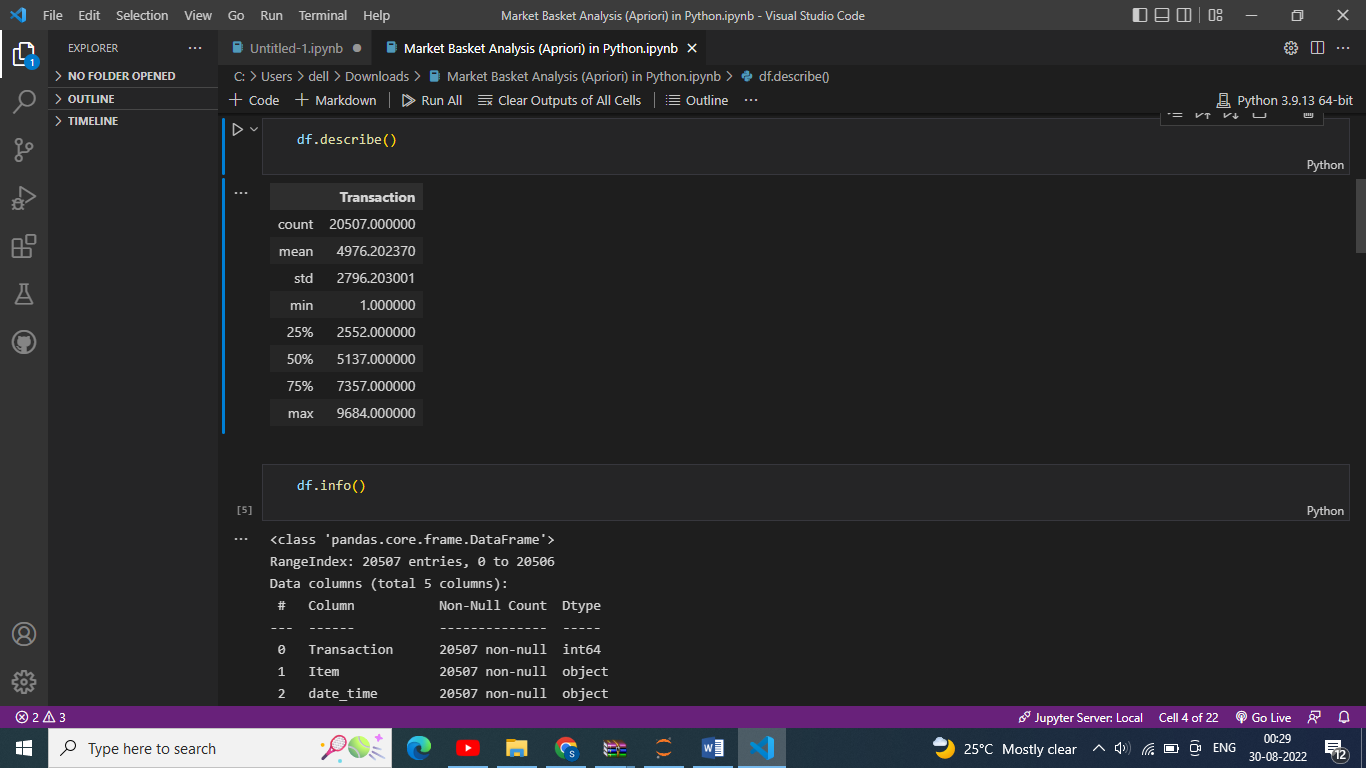 File Edit Selection View Go Run Terminal Help
Market Basket Analysis (Apriori) in Python.ipynb - Visual Studio Code
EXPLORER
NO FOLDER OPENED
OUTLINE
TIMELINE
1
Untitled-1.ipynb
Market Basket Analysis (Apriori) in Python.ipynb
C: > Users > dell > Downloads > Market Basket Analysis (Apriori) in Python.ipynb > df.describe()
+ Code + Markdown Run All Clear Outputs of All Cells Outline ...
Python 3.9.13 64-bit
df.describe()
Python
Transaction
count 20507.000000
mean 4976.202370
std 2796.203001
min 1.000000
25% 2552.000000
50% 5137.000000
75% 7357.000000
max 9684.000000
df.info()
[5]
Python
<class 'pandas.core.frame.DataFrame'>
RangeIndex: 20507 entries, 0 to 20506
Data columns (total 5 columns):
# Column Non-Null Count Dtype
--- ------ -------------- -----
0 Transaction 20507 non-null int64
1 Item 20507 non-null object
2 date_time 20507 non-null object
2 3
Jupyter Server: Local Cell 4 of 22 Go Live
Type here to search
25°C Mostly clear
ENG
00:29
30-08-2022
12